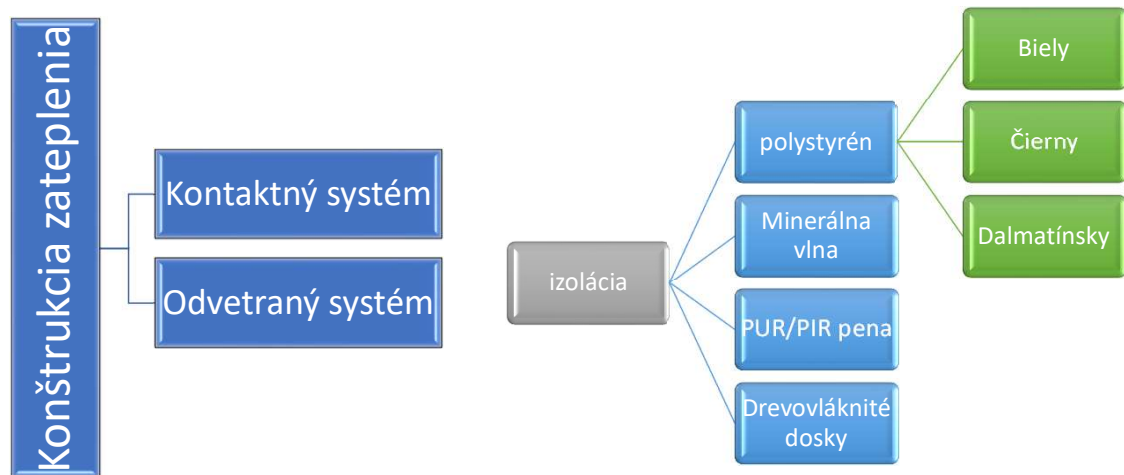 Konštrukcia zateplenia
Kontaktný systém
Odvetraný systém
izolácia
polystyrén
Minerálna
vlna
PUR/PIR pena
Drevovláknité
dosky
Biely
Čierny
Dalmatínsky